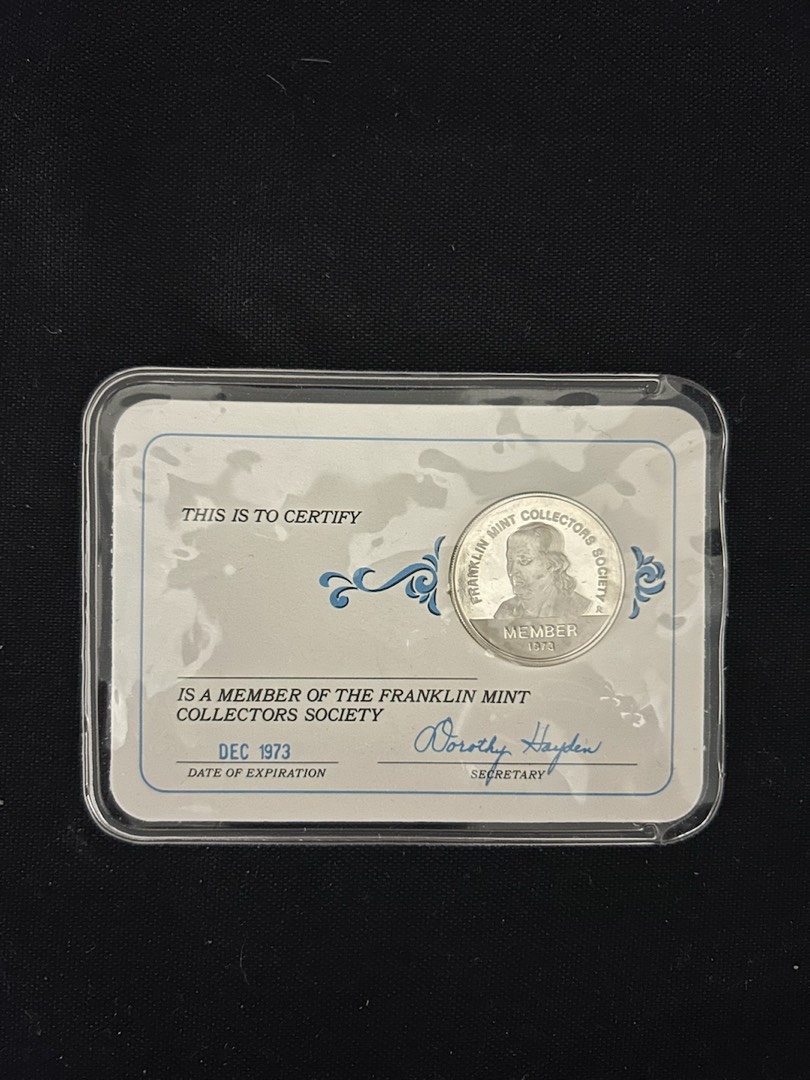 THIS IS TO CERTIFY
FRANKLIN MINT COLLECTORS SOCIETY
MEMBER
1973
IS A MEMBER OF THE FRANKLIN MINT
COLLECTORS SOCIETY
DEC 1973
DATE OF EXPIRATION
Dorothy Hayden
SECRETARY